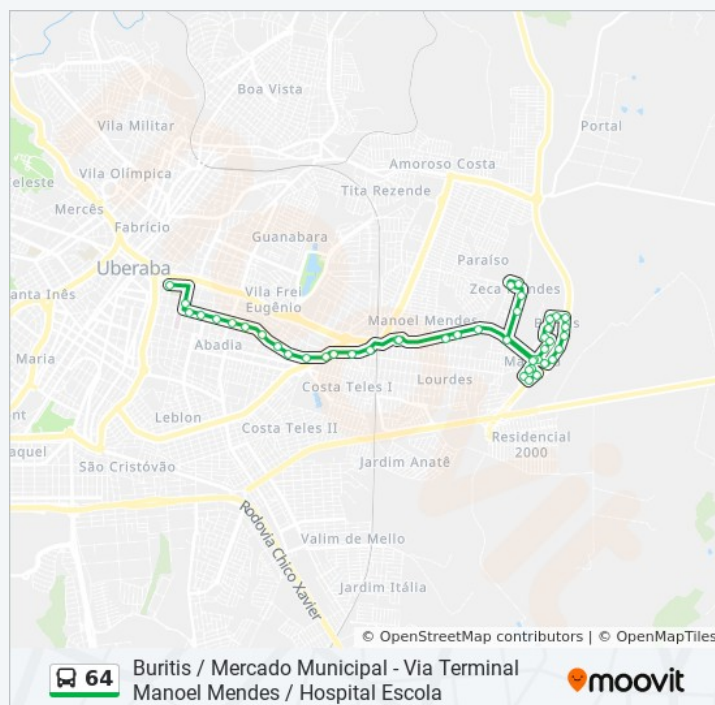 Boa Vista
Vila Militar
Portal
Amoroso Costa
Vila Olímpica
eleste
Tita Rezende
Mercês
Fabrício
Guanabara
Paraíso
Uberaba
Zeca Mendes
anta Inês
Vila Frei
Eugênio
Manoel Mendes
Abadia
Maria
Costa Teles I
Lourdes
nt
Leblon
Costa Teles II
Residencial
2000
aquel
São Cristóvão
Jardim Anatê
Rodovia Chico Xavier
Valim de Mello
Jardim Itália
© OpenStreetMap contributors | © OpenMapTiles
64
Buritis / Mercado Municipal - Via Terminal
Manoel Mendes / Hospital Escola
moovit